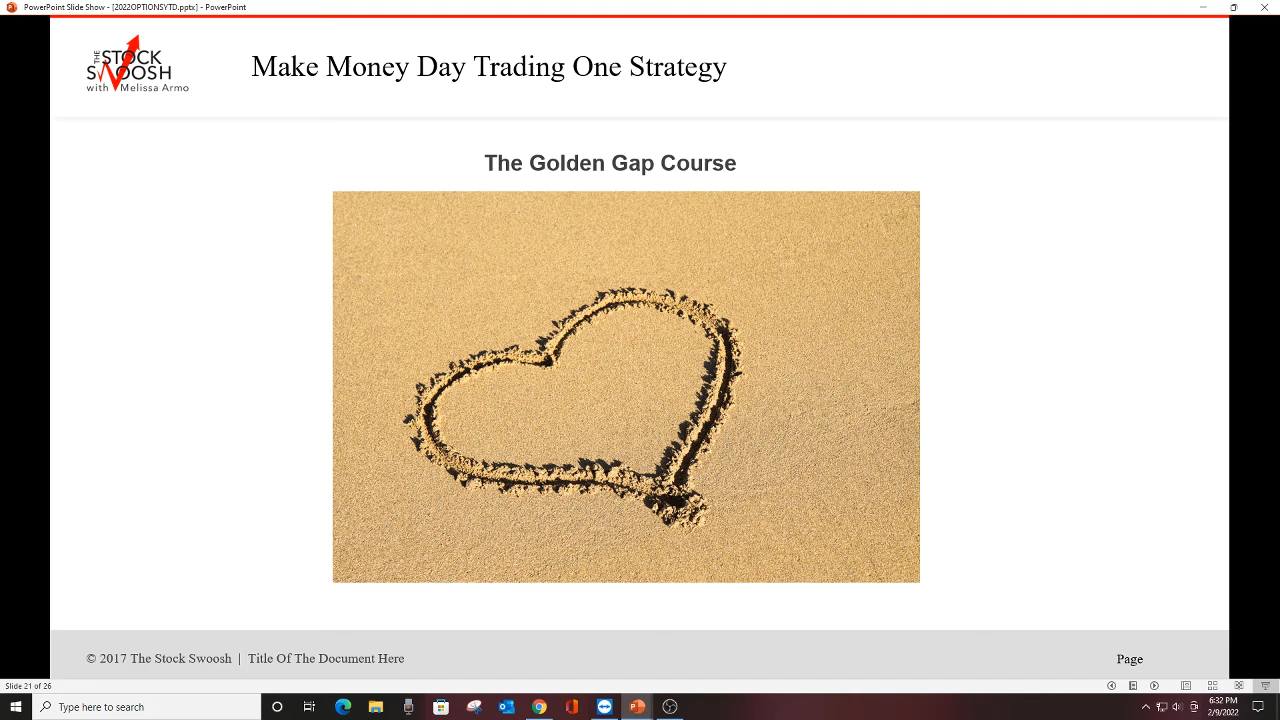 PowerPoint Slide Show - [2022OPTIONSYTD.pptx] - PowerPoint
THE STOCK
SWOOSH
with Melissa Armo
Make Money Day Trading One Strategy
The Golden Gap Course
© 2017 The Stock Swoosh | Title Of The Document Here
Page
Slide 21 of 26
Type here to search
6:32 PM
2/9/2022